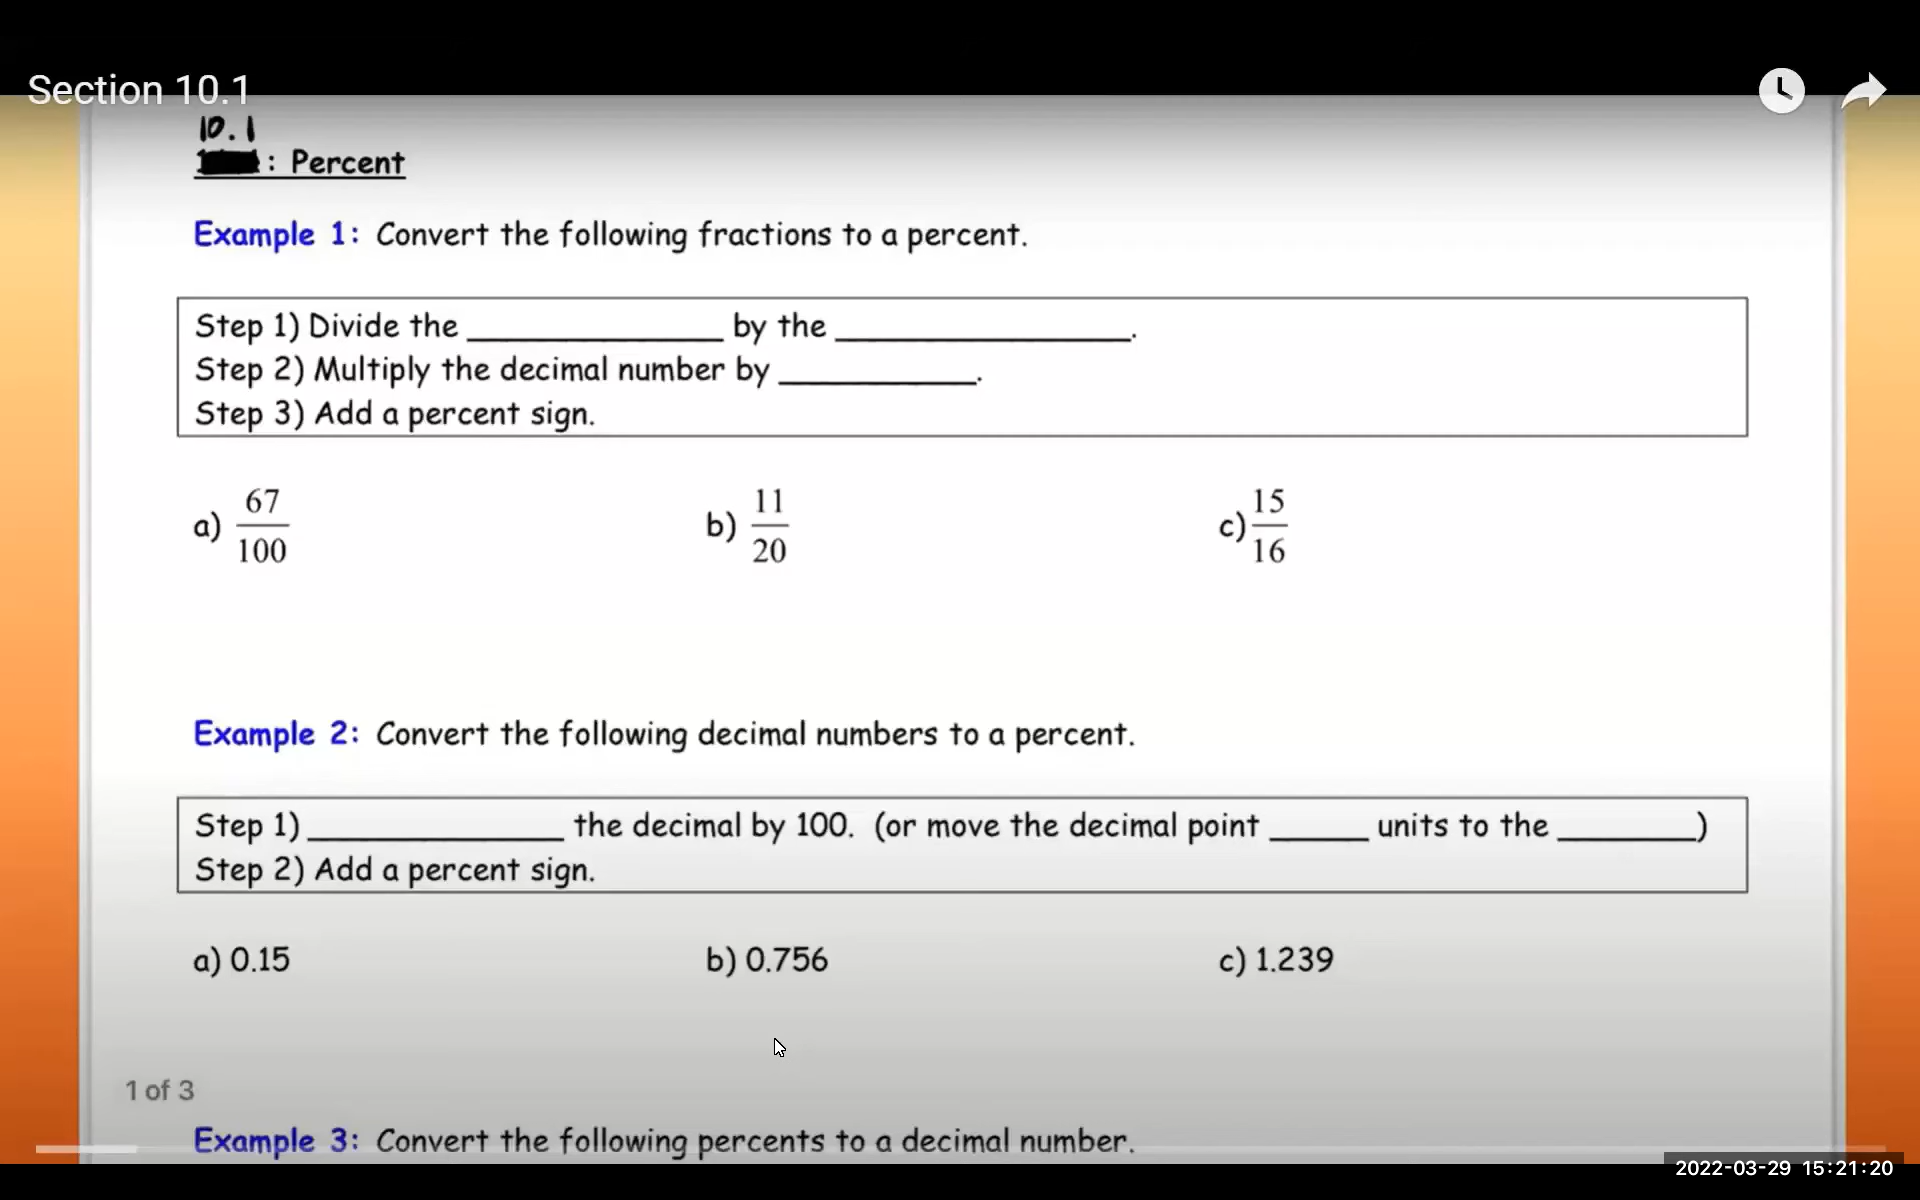 Section 10.1
10.1
: Percent
Example 1: Convert the following fractions to a percent.
Step 1) Divide the ______________ by the ________________.
Step 2) Multiply the decimal number by ___________.
Step 3) Add a percent sign.
a) 67/100 b) 11/20 c) 15/16
Example 2: Convert the following decimal numbers to a percent.
Step 1) ______________ the decimal by 100. (or move the decimal point _____ units to the _______)
Step 2) Add a percent sign.
a) 0.15 b) 0.756 c) 1.239
1 of 3
Example 3: Convert the following percents to a decimal number.
2022-03-29 15:21:20